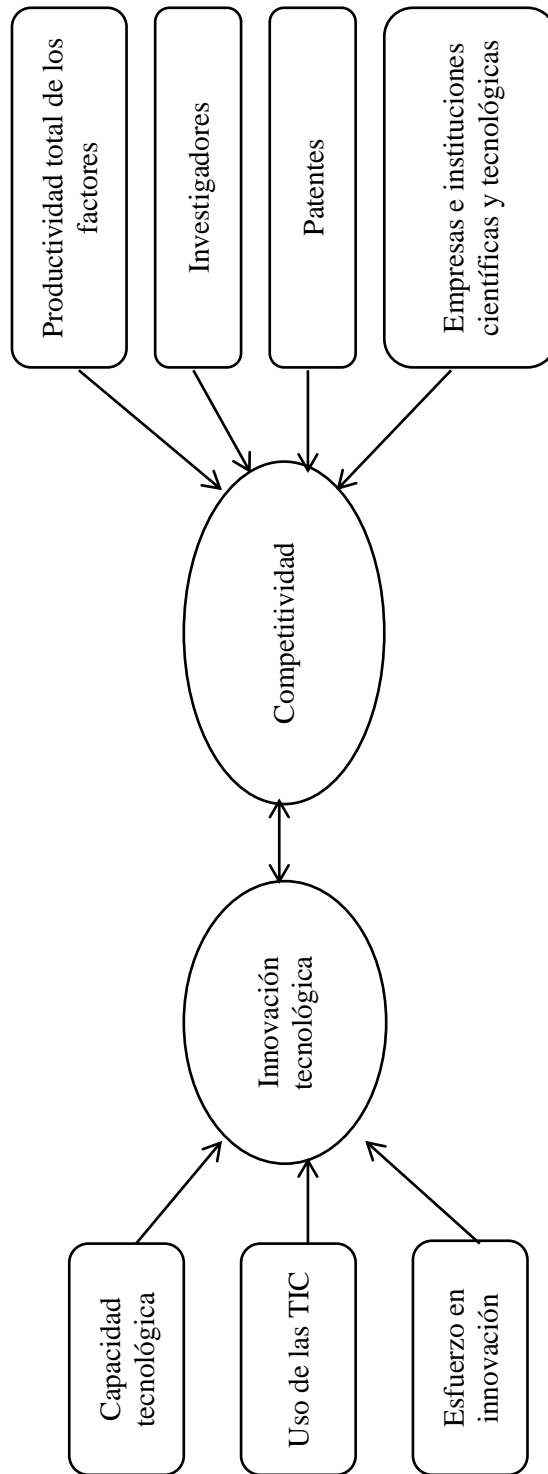 Capacidad
tecnológica
Uso de las TIC
Esfuerzo en
innovación
Innovación
tecnológica
Competitividad
Productividad total de los
factores
Investigadores
Patentes
Empresas e instituciones
científicas y tecnológicas